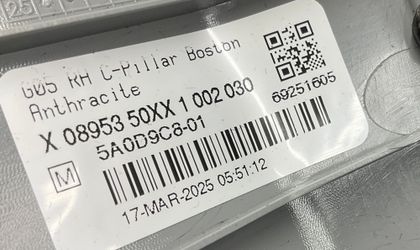 G05 RH C-Pillar Boston
Anthracite
X 08953 50XX 1 002 030
5A0D9C8-01
69251605
M
17-MAR-2025 05:51:12